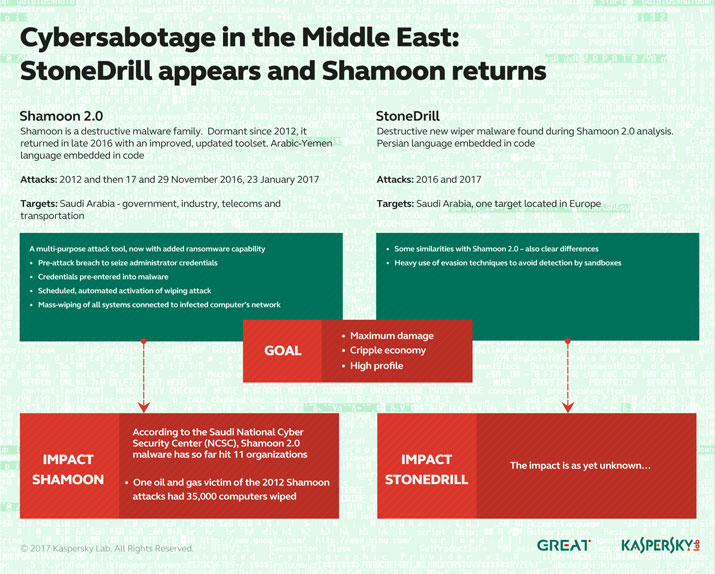 Cybersabotage in the Middle East:
StoneDrill appears and Shamoon returns
Shamoon 2.0
Shamoon is a destructive malware family. Dormant since 2012, it
returned in late 2016 with an improved, updated toolset. Arabic-Yemen
language embedded in code
Attacks: 2012 and then 17 and 29 November 2016, 23 January 2017
Targets: Saudi Arabia - government, industry, telecoms and
transportation
StoneDrill
Destructive new wiper malware found during Shamoon 2.0 analysis.
Persian language embedded in code
Attacks: 2016 and 2017
Targets: Saudi Arabia, one target located in Europe
A multi-purpose attack tool, now with added ransomware capability
• Pre-attack breach to seize administrator credentials
• Credentials pre-entered into malware
• Scheduled, automated activation of wiping attack
• Mass-wiping of all systems connected to infected computer's network
• Some similarities with Shamoon 2.0 – also clear differences
• Heavy use of evasion techniques to avoid detection by sandboxes
GOAL
• Maximum damage
• Cripple economy
• High profile
IMPACT
SHAMOON
According to the Saudi National Cyber
Security Center (NCSC), Shamoon 2.0
malware has so far hit 11 organizations
• One oil and gas victim of the 2012 Shamoon
attacks had 35,000 computers wiped
IMPACT
STONEDRILL
The impact is as yet unknown...
© 2017 Kaspersky Lab. All Rights Reserved.
GREAT
KASPERSKY lab